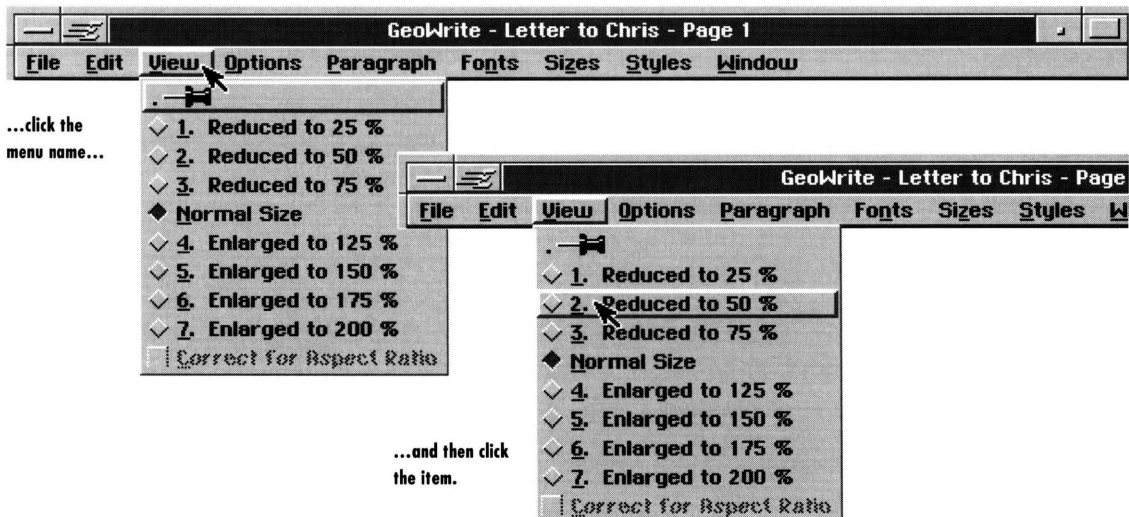 GeoWrite - Letter to Chris - Page 1
File Edit View Options Paragraph Fonts Sizes Styles Window
...click the
menu name...
1. Reduced to 25 %
2. Reduced to 50 %
3. Reduced to 75 %
Normal Size
4. Enlarged to 125 %
5. Enlarged to 150 %
6. Enlarged to 175 %
7. Enlarged to 200 %
Correct for Aspect Ratio
GeoWrite - Letter to Chris - Page
File Edit View Options Paragraph Fonts Sizes Styles W
1. Reduced to 25 %
2. Reduced to 50 %
3. Reduced to 75 %
Normal Size
4. Enlarged to 125 %
5. Enlarged to 150 %
6. Enlarged to 175 %
7. Enlarged to 200 %
Correct for Aspect Ratio
...and then click
the item.